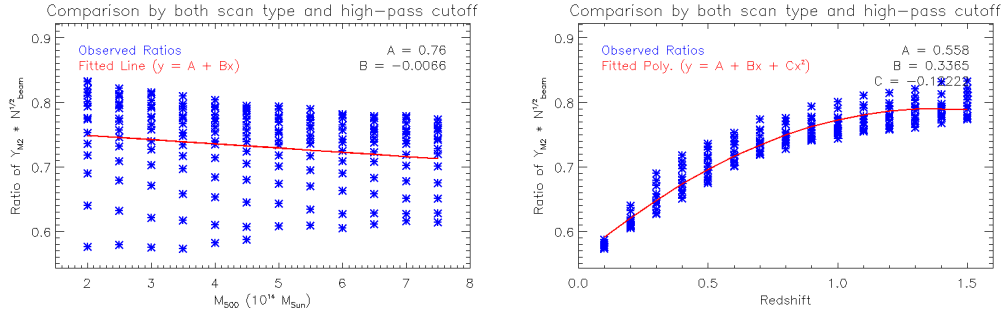 Comparison by both scan type and high-pass cutoff
Observed Ratios
Fitted Line (y = A + Bx)
A = 0.76
B = -0.0066
0.9
0.8
0.7
0.6
Ratio of Y_M2 * N^1/2_beam
2 3 4 5 6 7 8
M_500 (10^14 M_Sun)
Comparison by both scan type and high-pass cutoff
Observed Ratios
Fitted Poly. (y = A + Bx + Cx²)
A = 0.558
B = 0.3365
0.9
0.8
0.7
0.6
Ratio of Y_M2 * N^1/2_beam
0.0 0.5 1.0 1.5
Redshift